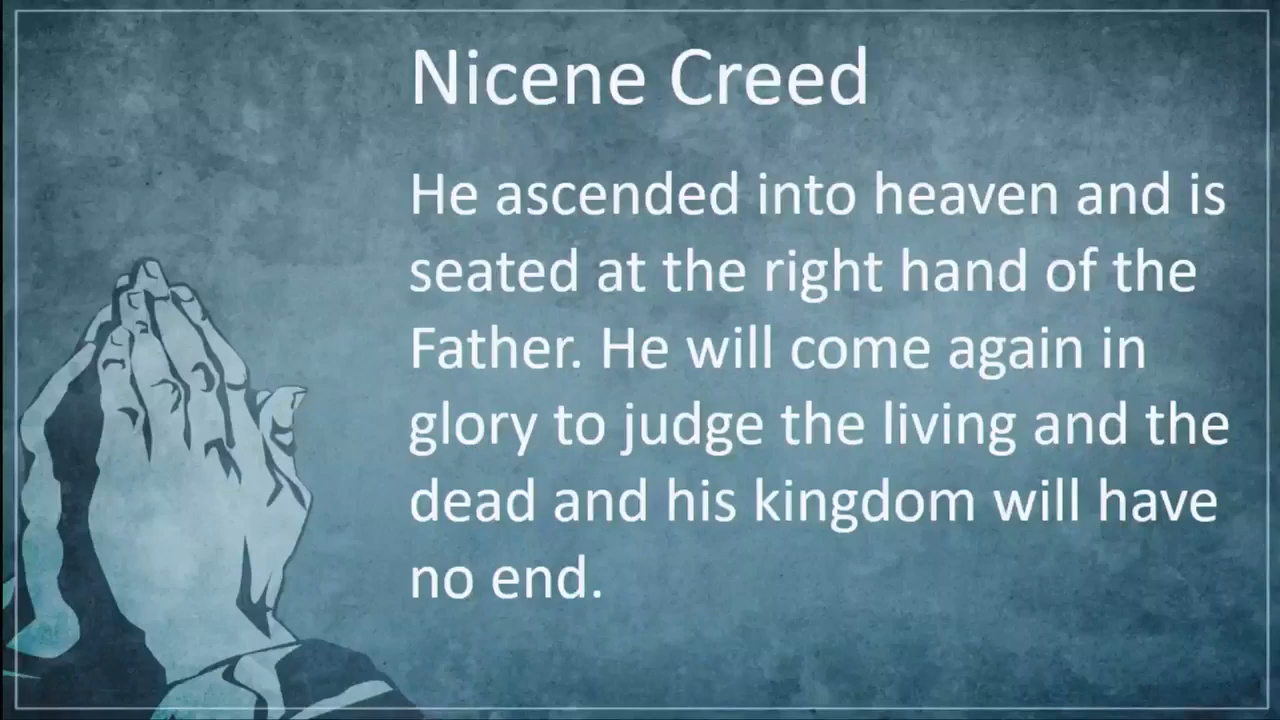 Nicene Creed
He ascended into heaven and is
seated at the right hand of the
Father. He will come again in
glory to judge the living and the
dead and his kingdom will have
no end.